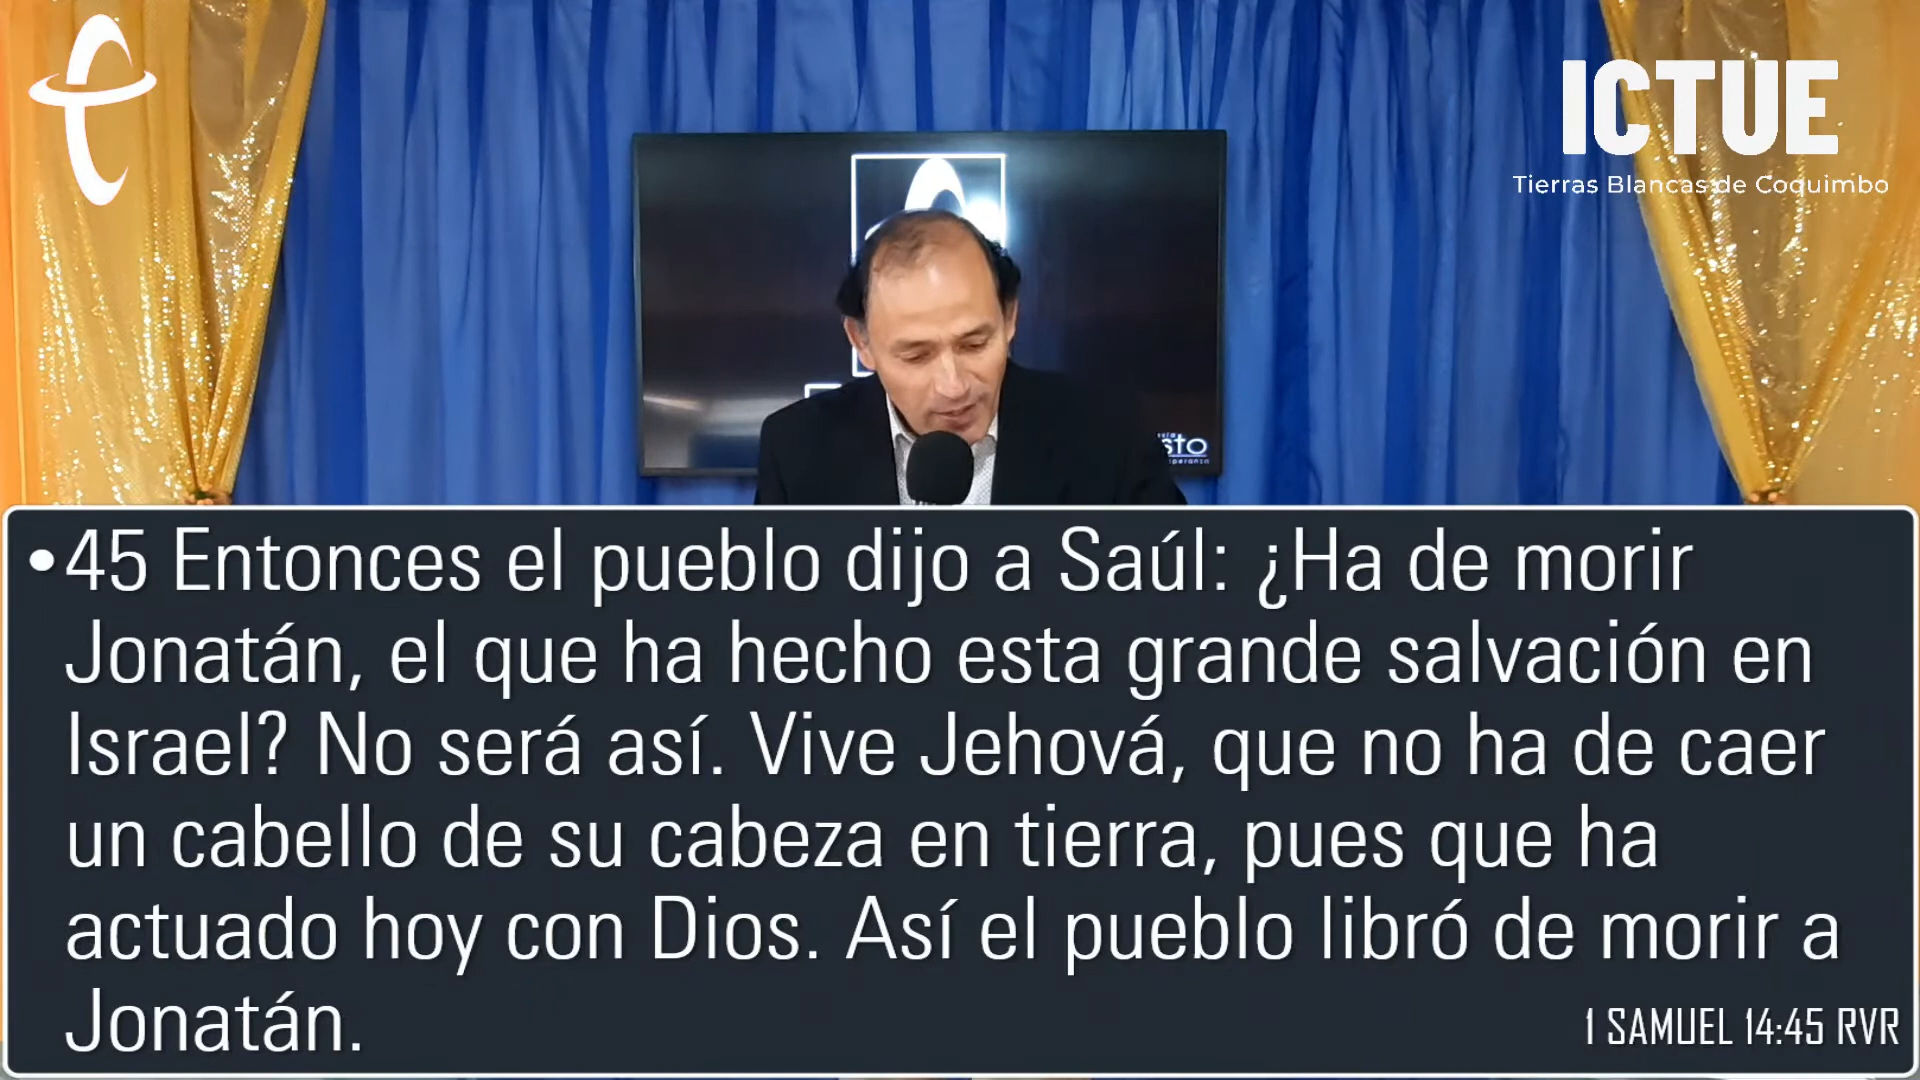 ICTUE
Tierras Blancas de Coquimbo
sto
•45 Entonces el pueblo dijo a Saúl: ¿Ha de morir
Jonatán, el que ha hecho esta grande salvación en
Israel? No será así. Vive Jehová, que no ha de caer
un cabello de su cabeza en tierra, pues que ha
actuado hoy con Dios. Así el pueblo libró de morir a
Jonatán.
1 SAMUEL 14:45 RVR